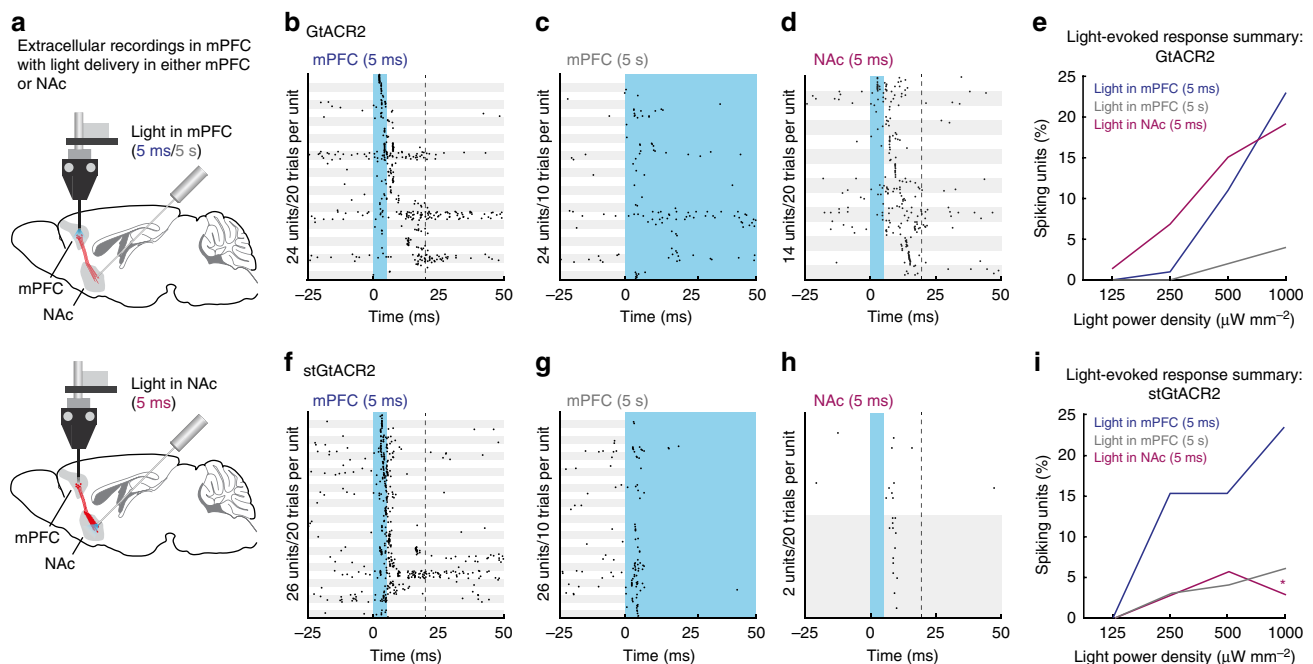 a
Extracellular recordings in mPFC
with light delivery in either mPFC
or NAc
Light in mPFC
(5 ms/5 s)
mPFC
NAc
Light in NAc
(5 ms)
mPFC
NAc
b
GtACR2
mPFC (5 ms)
24 units/20 trials per unit
–25 0 25 50
Time (ms)
c
mPFC (5 s)
24 units/10 trials per unit
–25 0 25 50
Time (ms)
d
NAc (5 ms)
14 units/20 trials per unit
–25 0 25 50
Time (ms)
e
Light-evoked response summary:
GtACR2
25
20
15
10
5
0
Spiking units (%)
Light in mPFC (5 ms)
Light in mPFC (5 s)
Light in NAc (5 ms)
125 250 500 1000
Light power density (μW mm⁻²)
f
stGtACR2
mPFC (5 ms)
26 units/20 trials per unit
–25 0 25 50
Time (ms)
g
mPFC (5 s)
26 units/10 trials per unit
–25 0 25 50
Time (ms)
h
NAc (5 ms)
2 units/20 trials per unit
–25 0 25 50
Time (ms)
i
Light-evoked response summary:
stGtACR2
25
20
15
10
5
0
Spiking units (%)
Light in mPFC (5 ms)
Light in mPFC (5 s)
Light in NAc (5 ms)
*
125 250 500 1000
Light power density (μW mm⁻²)